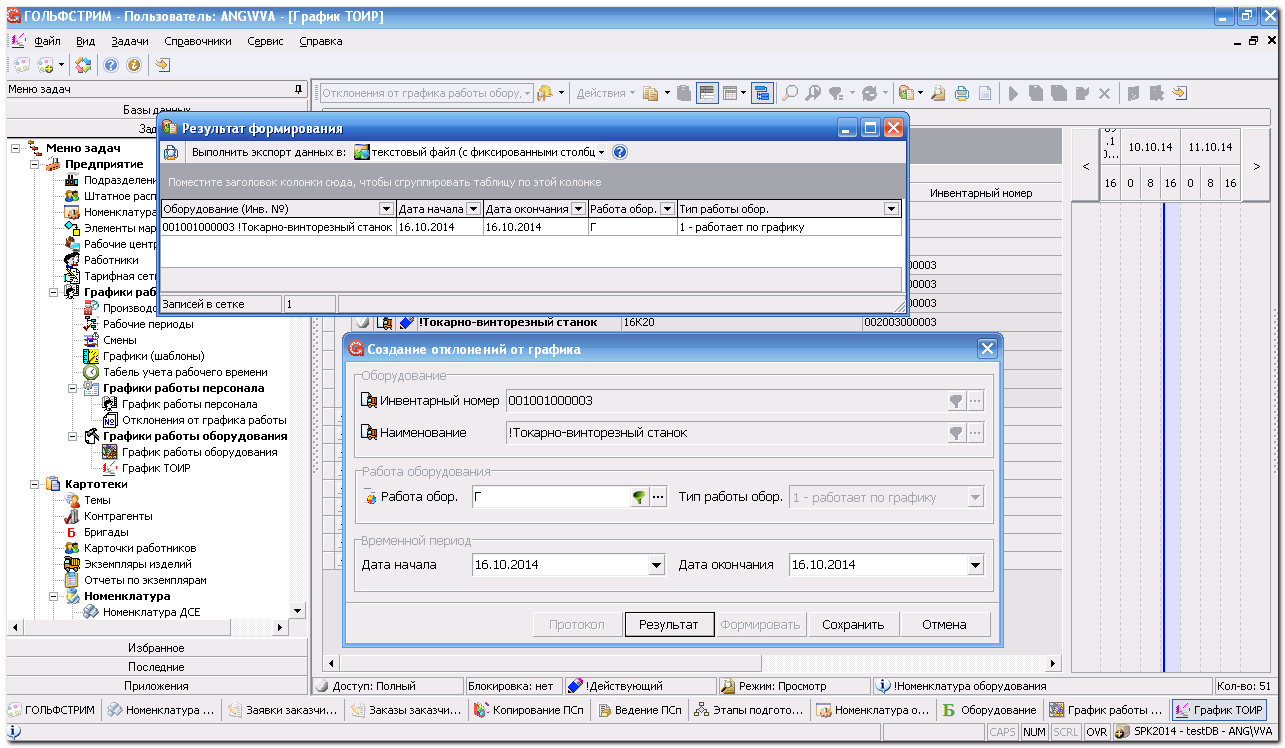 ГОЛЬФСТРИМ - Пользователь: ANG\VVA - [График ТОИР]
Файл Вид Задачи Справочники Сервис Справка
Меню задач
Отклонения от графика работы обору,
Действия
Базы данных
Меню задач
Предприятие
Штатное расп
Номенклатура
Элементы мар
Рабочие центр
Работники
Тарифная сет
Рабочие периоды
Смены
Графики (шаблоны)
Табель учета рабочего времени
Графики работы персонала
График работы персонала
Отклонения от графика работы
Графики работы оборудования
График работы оборудования
График ТОИР
Картотеки
Темы
Контрагенты
Бригады
Карточки работников
Экземпляры изделий
Отчеты по экземплярам
Номенклатура
Номенклатура ДСЕ
Избранное
Последние
Приложения
Результат формирования
Выполнить экспорт данных в: текстовый файл (с фиксированными столбц
Поместите заголовок колонки сюда, чтобы сгруппировать таблицу по этой колонке
Оборудование (Инв. №) Дата начала Дата окончания Работа обор. Тип работы обор.
001001000003 !Токарно-винторезный станок 16.10.2014 16.10.2014 Г 1 - работает по графику
Записей в сетке 1
Инвентарный номер
0003
0003
0003
!Токарно-винторезный станок 16К20 002003000003
< 10.10.14 11.10.14 >
16 0 8 16 0 8 16
Создание отклонений от графика
Оборудование
Инвентарный номер 001001000003
Наименование !Токарно-винторезный станок
Работа оборудования
Работа обор. Г Тип работы обор. 1 - работает по графику
Временной период
Дата начала 16.10.2014 Дата окончания 16.10.2014
Протокол Результат Формировать Сохранить Отмена
Доступ: Полный Блокировка: нет !Действующий Режим: Просмотр !Номенклатура оборудования Кол-во: 51
ГОЛЬФСТРИМ Номенклатура ... Заявки заказчи... Заказы заказчи... Копирование ПСп Ведение ПСп Этапы подгото... Номенклатура о... Оборудование График работы ... График ТОИР
CAPS NUM SCRL OVR SPK2014 - testDB - ANG\VVA